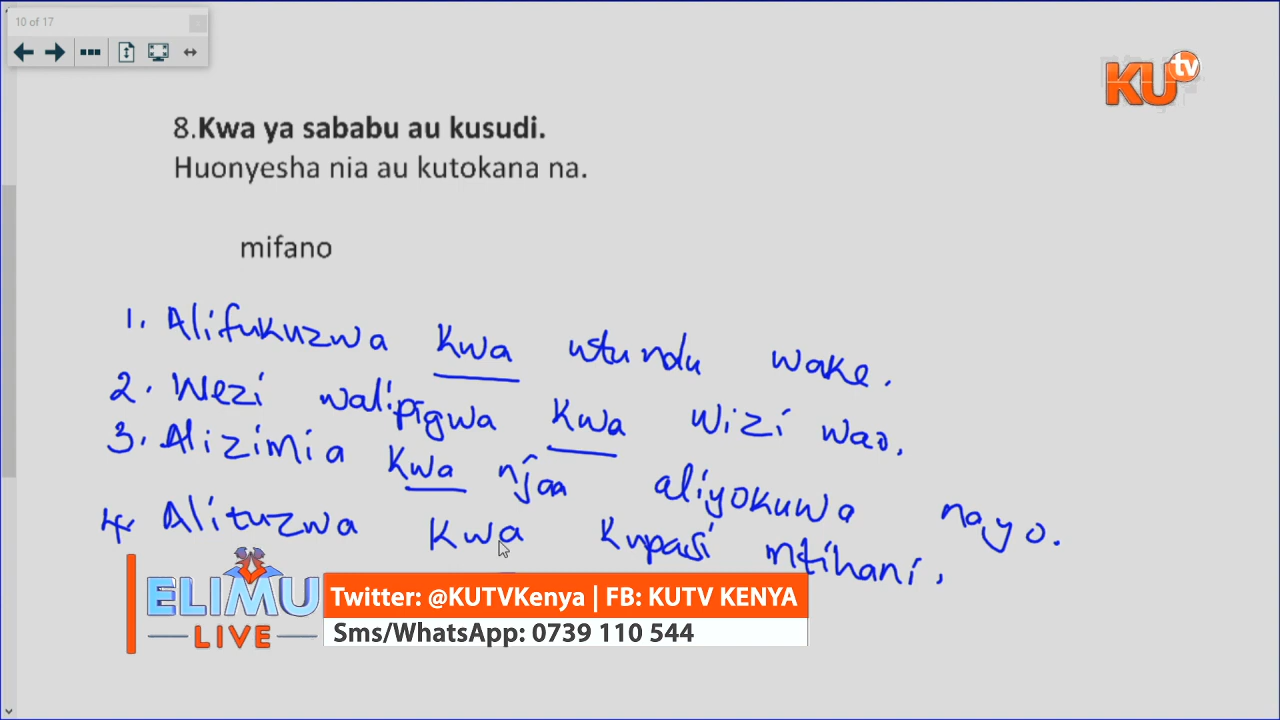 10 of 17
KU tv
8.Kwa ya sababu au kusudi.
Huonyesha nia au kutokana na.
mifano
1. Alifukuzwa kwa utundu wake.
2. Wezi walipigwa kwa wizi wao.
3. Alizimia kwa njaa aliyokuwa nayo.
4. Alituzwa kwa kupasi mtihani.
ELIMU
LIVE
Twitter: @KUTVKenya | FB: KUTV KENYA
Sms/WhatsApp: 0739 110 544